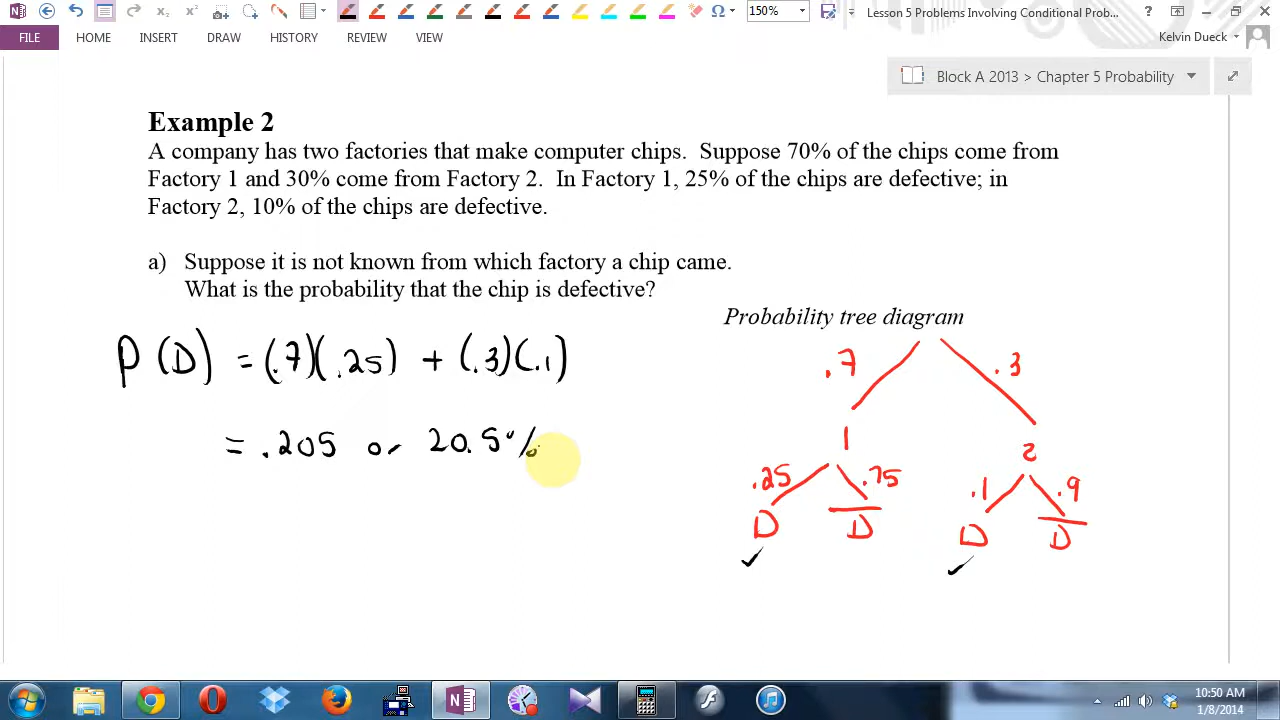 150%
Lesson 5 Problems Involving Conditional Prob...
FILE HOME INSERT DRAW HISTORY REVIEW VIEW
Kelvin Dueck
Block A 2013 > Chapter 5 Probability
Example 2
A company has two factories that make computer chips. Suppose 70% of the chips come from
Factory 1 and 30% come from Factory 2. In Factory 1, 25% of the chips are defective; in
Factory 2, 10% of the chips are defective.
a) Suppose it is not known from which factory a chip came.
What is the probability that the chip is defective?
Probability tree diagram
P(D) = (.7)(.25) + (.3)(.1)
= .205 or 20.5%
.7 .3
1 2
.25 .75 .1 .9
D D̅ D D̅
10:50 AM
1/8/2014